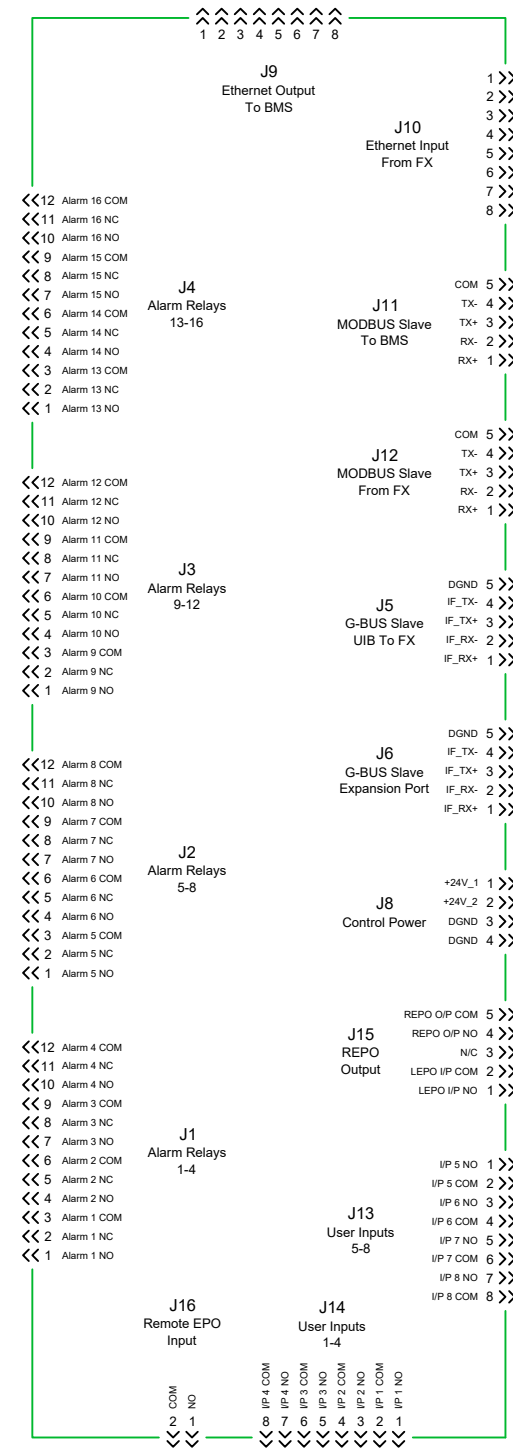 1 2 3 4 5 6 7 8
J9
Ethernet Output
To BMS
1
2
3
4
5
6
7
8
J10
Ethernet Input
From FX
12 Alarm 16 COM
11 Alarm 16 NC
10 Alarm 16 NO
9 Alarm 15 COM
8 Alarm 15 NC
7 Alarm 15 NO
6 Alarm 14 COM
5 Alarm 14 NC
4 Alarm 14 NO
3 Alarm 13 COM
2 Alarm 13 NC
1 Alarm 13 NO
J4
Alarm Relays
13-16
J11
MODBUS Slave
To BMS
COM 5
TX- 4
TX+ 3
RX- 2
RX+ 1
J12
MODBUS Slave
From FX
COM 5
TX- 4
TX+ 3
RX- 2
RX+ 1
12 Alarm 12 COM
11 Alarm 12 NC
10 Alarm 12 NO
9 Alarm 11 COM
8 Alarm 11 NC
7 Alarm 11 NO
6 Alarm 10 COM
5 Alarm 10 NC
4 Alarm 10 NO
3 Alarm 9 COM
2 Alarm 9 NC
1 Alarm 9 NO
J3
Alarm Relays
9-12
J5
G-BUS Slave
UIB To FX
DGND 5
IF_TX- 4
IF_TX+ 3
IF_RX- 2
IF_RX+ 1
J6
G-BUS Slave
Expansion Port
DGND 5
IF_TX- 4
IF_TX+ 3
IF_RX- 2
IF_RX+ 1
12 Alarm 8 COM
11 Alarm 8 NC
10 Alarm 8 NO
9 Alarm 7 COM
8 Alarm 7 NC
7 Alarm 7 NO
6 Alarm 6 COM
5 Alarm 6 NC
4 Alarm 6 NO
3 Alarm 5 COM
2 Alarm 5 NC
1 Alarm 5 NO
J2
Alarm Relays
5-8
J8
Control Power
+24V_1 1
+24V_2 2
DGND 3
DGND 4
J15
REPO
Output
REPO O/P COM 5
REPO O/P NO 4
N/C 3
LEPO I/P COM 2
LEPO I/P NO 1
12 Alarm 4 COM
11 Alarm 4 NC
10 Alarm 4 NO
9 Alarm 3 COM
8 Alarm 3 NC
7 Alarm 3 NO
6 Alarm 2 COM
5 Alarm 2 NC
4 Alarm 2 NO
3 Alarm 1 COM
2 Alarm 1 NC
1 Alarm 1 NO
J1
Alarm Relays
1-4
J13
User Inputs
5-8
I/P 5 NO 1
I/P 5 COM 2
I/P 6 NO 3
I/P 6 COM 4
I/P 7 NO 5
I/P 7 COM 6
I/P 8 NO 7
I/P 8 COM 8
J16
Remote EPO
Input
COM 2
NO 1
J14
User Inputs
1-4
I/P 4 COM 8
I/P 4 NO 7
I/P 3 COM 6
I/P 3 NO 5
I/P 2 COM 4
I/P 2 NO 3
I/P 1 COM 2
I/P 1 NO 1